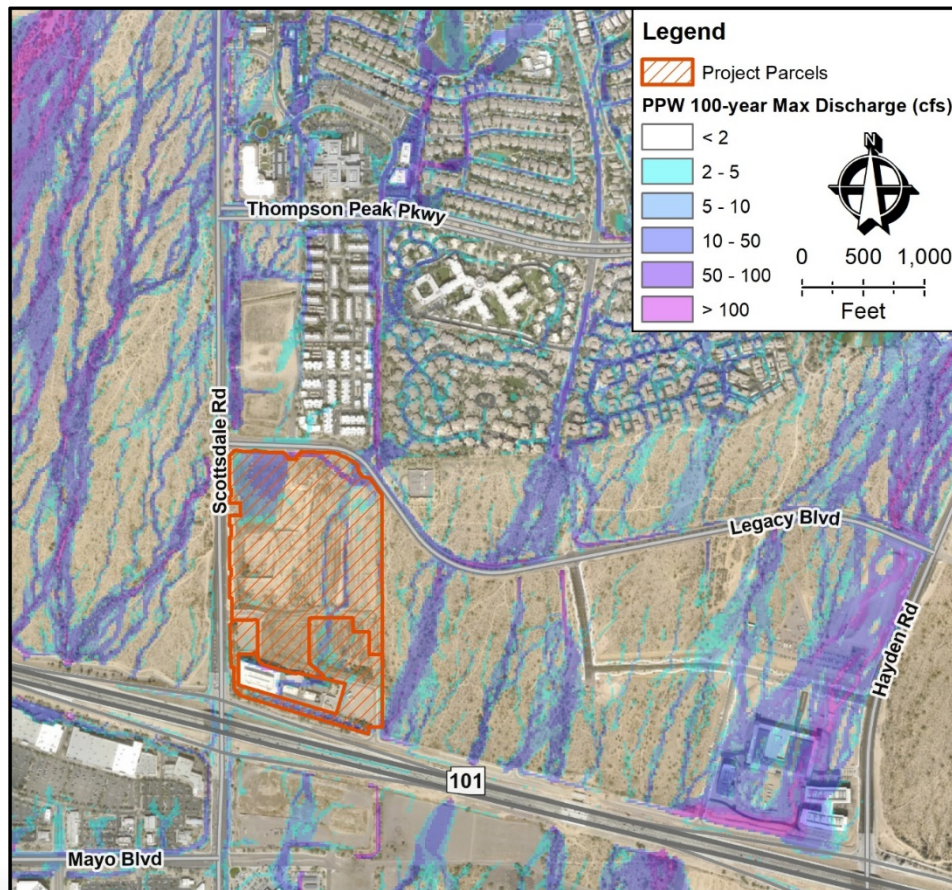 Legend
Project Parcels
PPW 100-year Max Discharge (cfs)
< 2
2 - 5
5 - 10
10 - 50
50 - 100
> 100
N
0 500 1,000
Feet
Thompson Peak Pkwy
Scottsdale Rd
Legacy Blvd
Hayden Rd
101
Mayo Blvd